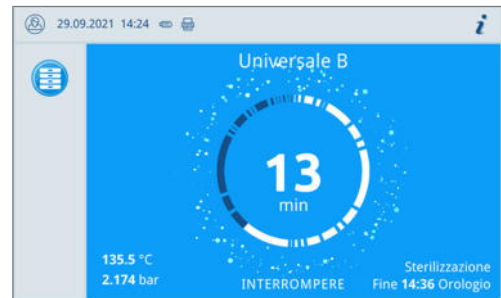 29.09.2021 14:24
i
Universale B
13
min
135.5 °C
2.174 bar
INTERROMPERE
Sterilizzazione
Fine 14:36 Orologio